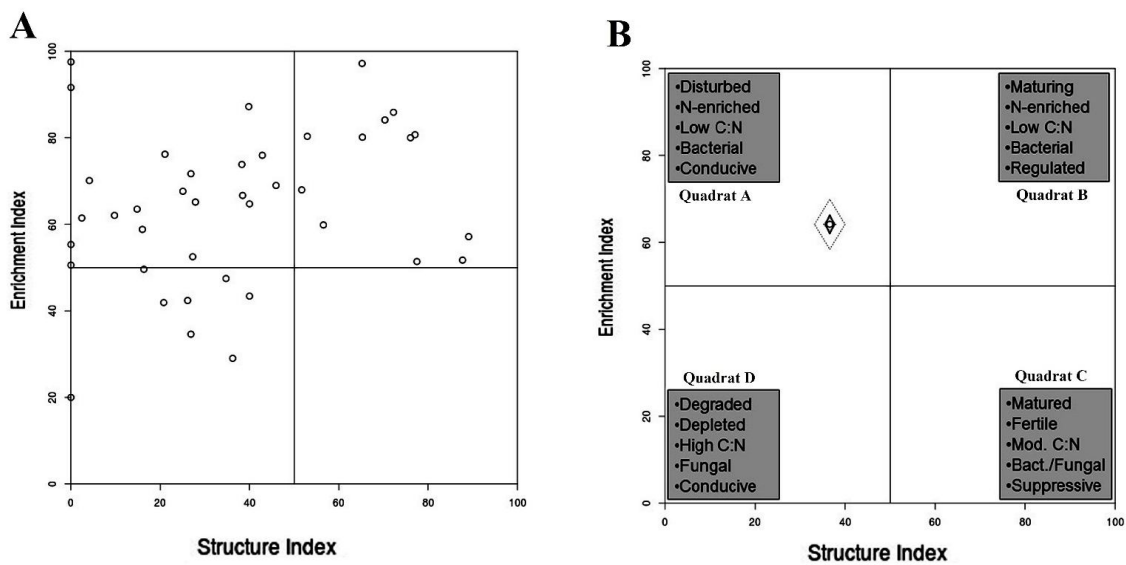 A
100
80
60
40
20
0
Enrichment Index
0 20 40 60 80 100
Structure Index
B
100
80
60
40
20
0
Enrichment Index
•Disturbed
•N-enriched
•Low C:N
•Bacterial
•Conducive
Quadrat A
•Maturing
•N-enriched
•Low C:N
•Bacterial
•Regulated
Quadrat B
Quadrat D
•Degraded
•Depleted
•High C:N
•Fungal
•Conducive
Quadrat C
•Matured
•Fertile
•Mod. C:N
•Bact./Fungal
•Suppressive
0 20 40 60 80 100
Structure Index